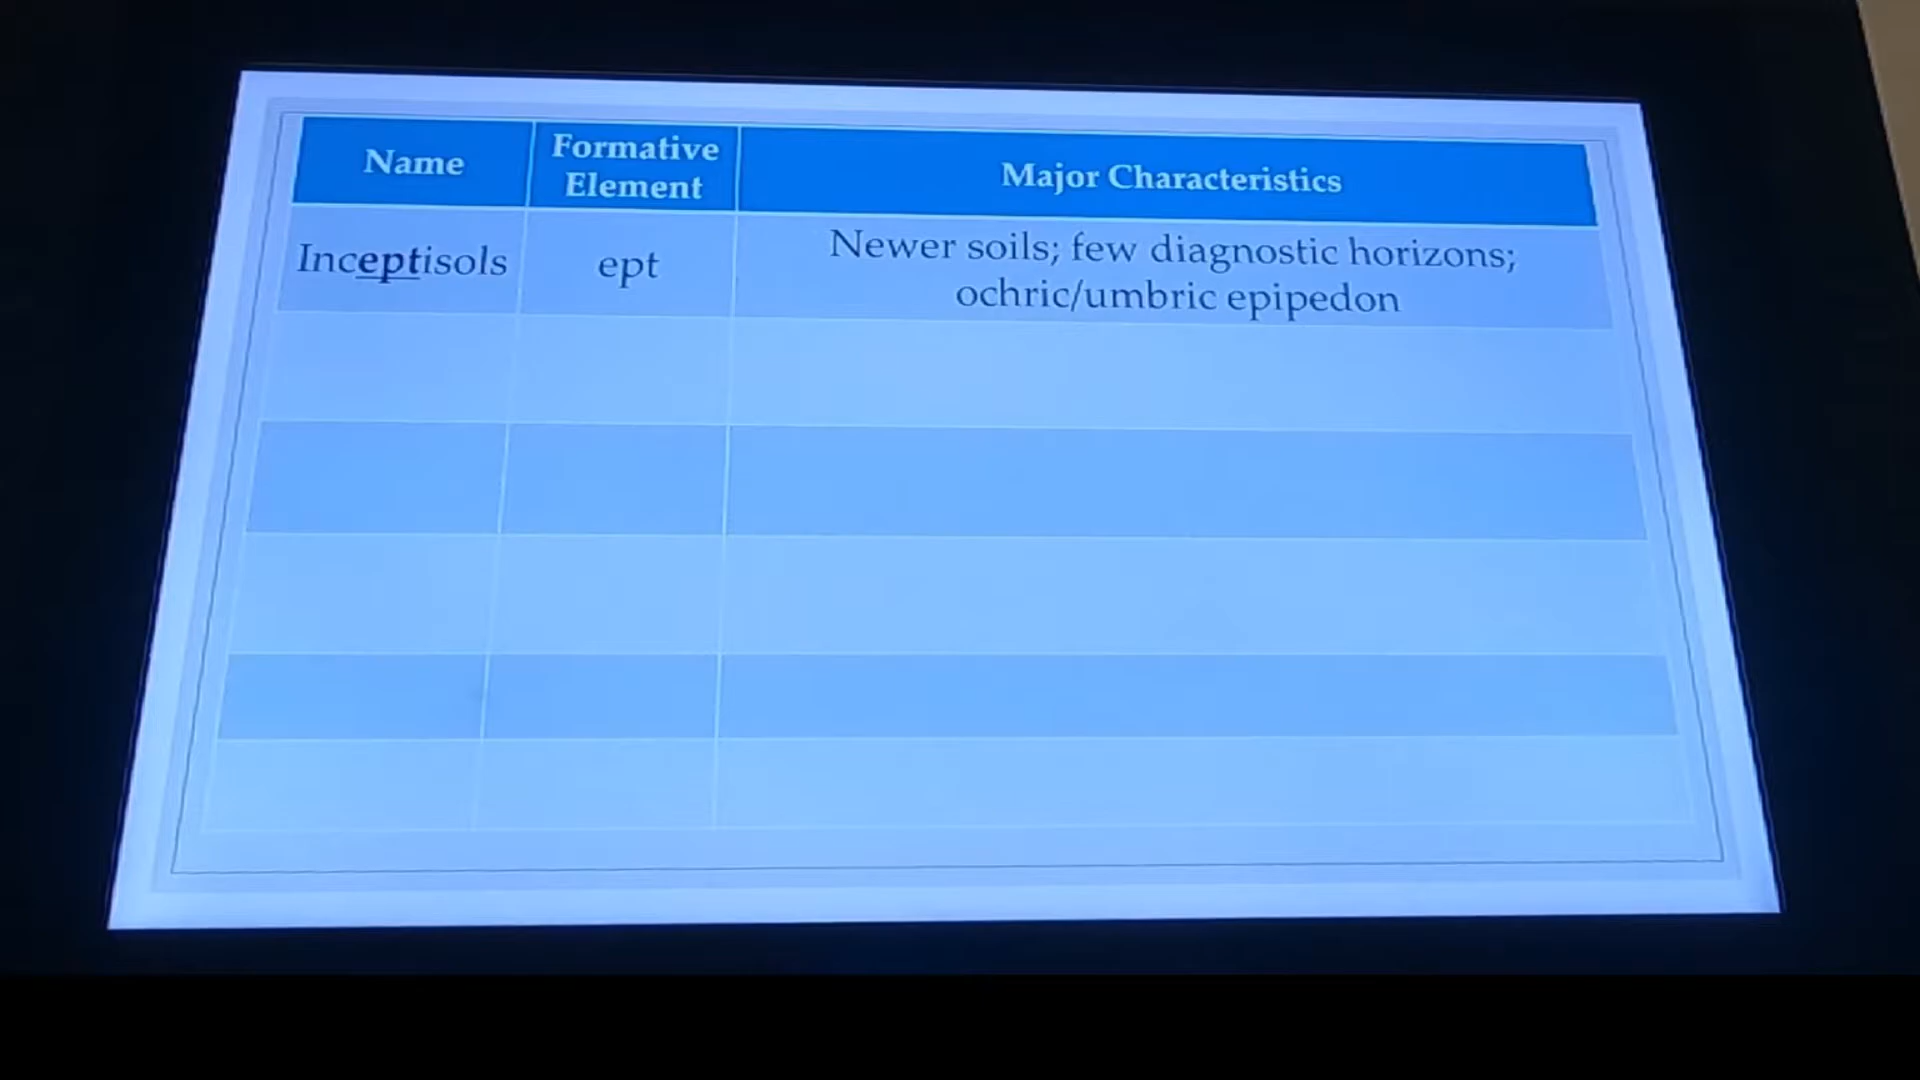 Name
Formative
Element
Major Characteristics
Inceptisols
ept
Newer soils; few diagnostic horizons;
ochric/umbric epipedon